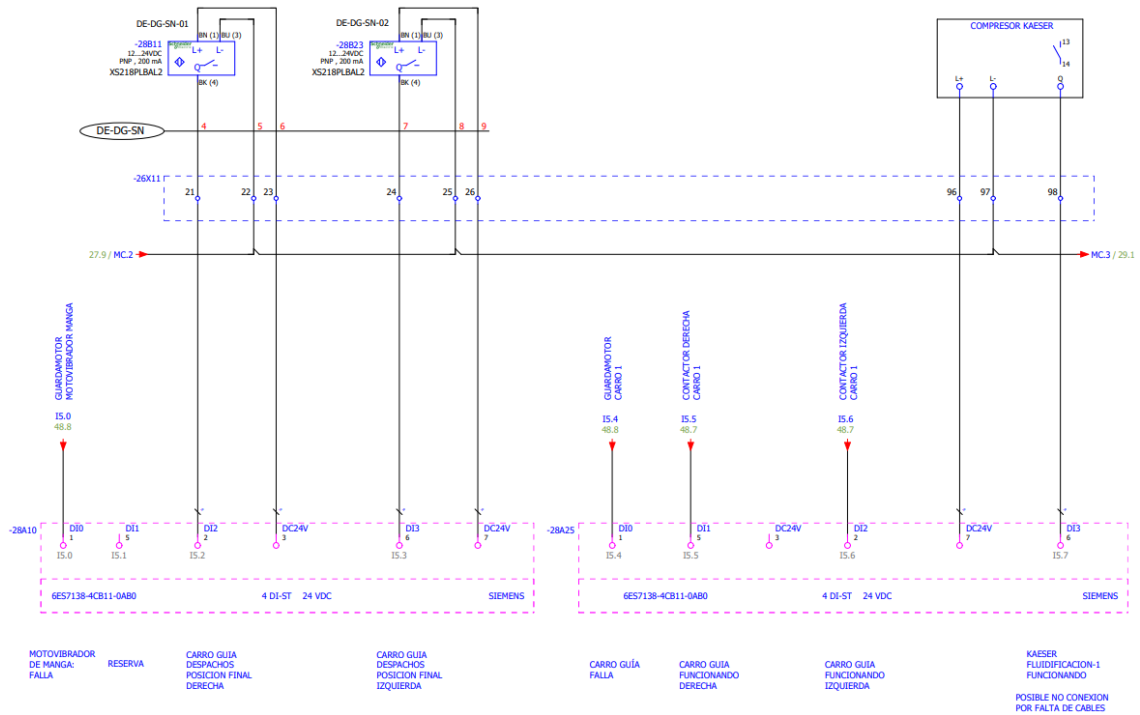 DE-DG-SN-01
BN (1) BU (3)
-28B11
12...24VDC
PNP , 200 mA
XS218PLBAL2
L+ L-
Q
BK (4)
DE-DG-SN-02
BN (1) BU (3)
-28B23
12...24VDC
PNP , 200 mA
XS218PLBAL2
L+ L-
Q
BK (4)
COMPRESOR KAESER
13
14
L+ L- Q
DE-DG-SN
4 5 6 7 8 9
-26X11
21 22 23 24 25 26 96 97 98
27.9 / MC.2
MC.3 / 29.1
GUARDAMOTOR
MOTOVIBRADOR MANGA
I5.0
48.8
GUARDAMOTOR
CARRO 1
I5.4
48.8
CONTACTOR DERECHA
CARRO 1
I5.5
48.7
CONTACTOR IZQUIERDA
CARRO 1
I5.6
48.7
-28A10
DI0 DI1 DI2 DC24V DI3 DC24V
1 5 2 3 6 7
I5.0 I5.1 I5.2 I5.3
6ES7138-4CB11-0AB0 4 DI-ST 24 VDC SIEMENS
-28A25
DI0 DI1 DC24V DI2 DC24V DI3
1 5 3 2 7 6
I5.4 I5.5 I5.6 I5.7
6ES7138-4CB11-0AB0 4 DI-ST 24 VDC SIEMENS
MOTOVIBRADOR
DE MANGA:
FALLA
RESERVA
CARRO GUIA
DESPACHOS
POSICION FINAL
DERECHA
CARRO GUIA
DESPACHOS
POSICION FINAL
IZQUIERDA
CARRO GUÍA
FALLA
CARRO GUIA
FUNCIONANDO
DERECHA
CARRO GUIA
FUNCIONANDO
IZQUIERDA
KAESER
FLUIDIFICACION-1
FUNCIONANDO
POSIBLE NO CONEXION
POR FALTA DE CABLES